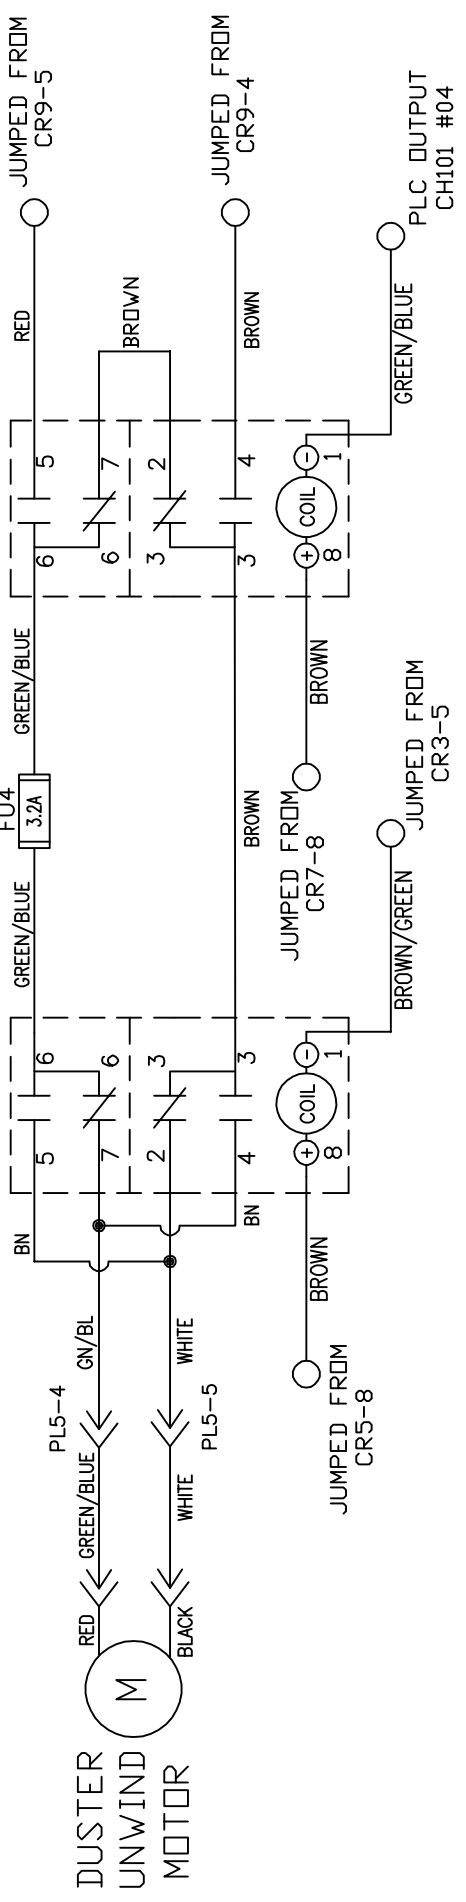 DUSTER
UNWIND
MOTOR
M
RED
BLACK
GREEN/BLUE
WHITE
PL5-4
PL5-5
GN/BL
WHITE
BN
BN
5
6
7
6
2
3
4
3
COIL
+
8
-
1
BROWN
JUMPED FROM
CR5-8
BROWN/GREEN
JUMPED FROM
CR3-5
GREEN/BLUE
FU4
3.2A
GREEN/BLUE
BROWN
6
5
6
7
3
2
3
4
COIL
+
8
-
1
BROWN
JUMPED FROM
CR7-8
RED
JUMPED FROM
CR9-5
BROWN
BROWN
JUMPED FROM
CR9-4
GREEN/BLUE
PLC OUTPUT
CH101 #04